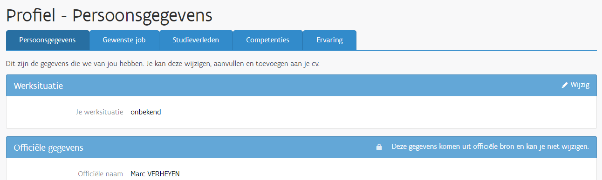 Profiel - Persoonsgegevens
Persoonsgegevens Gewenste job Studieverleden Competenties Ervaring
Dit zijn de gegevens die we van jou hebben. Je kan deze wijzigen, aanvullen en toevoegen aan je cv.
Werksituatie Wijzig
Je werksituatie onbekend
Officiële gegevens Deze gegevens komen uit officiële bron en kan je niet wijzigen.
Officiële naam Marc VERHEYEN